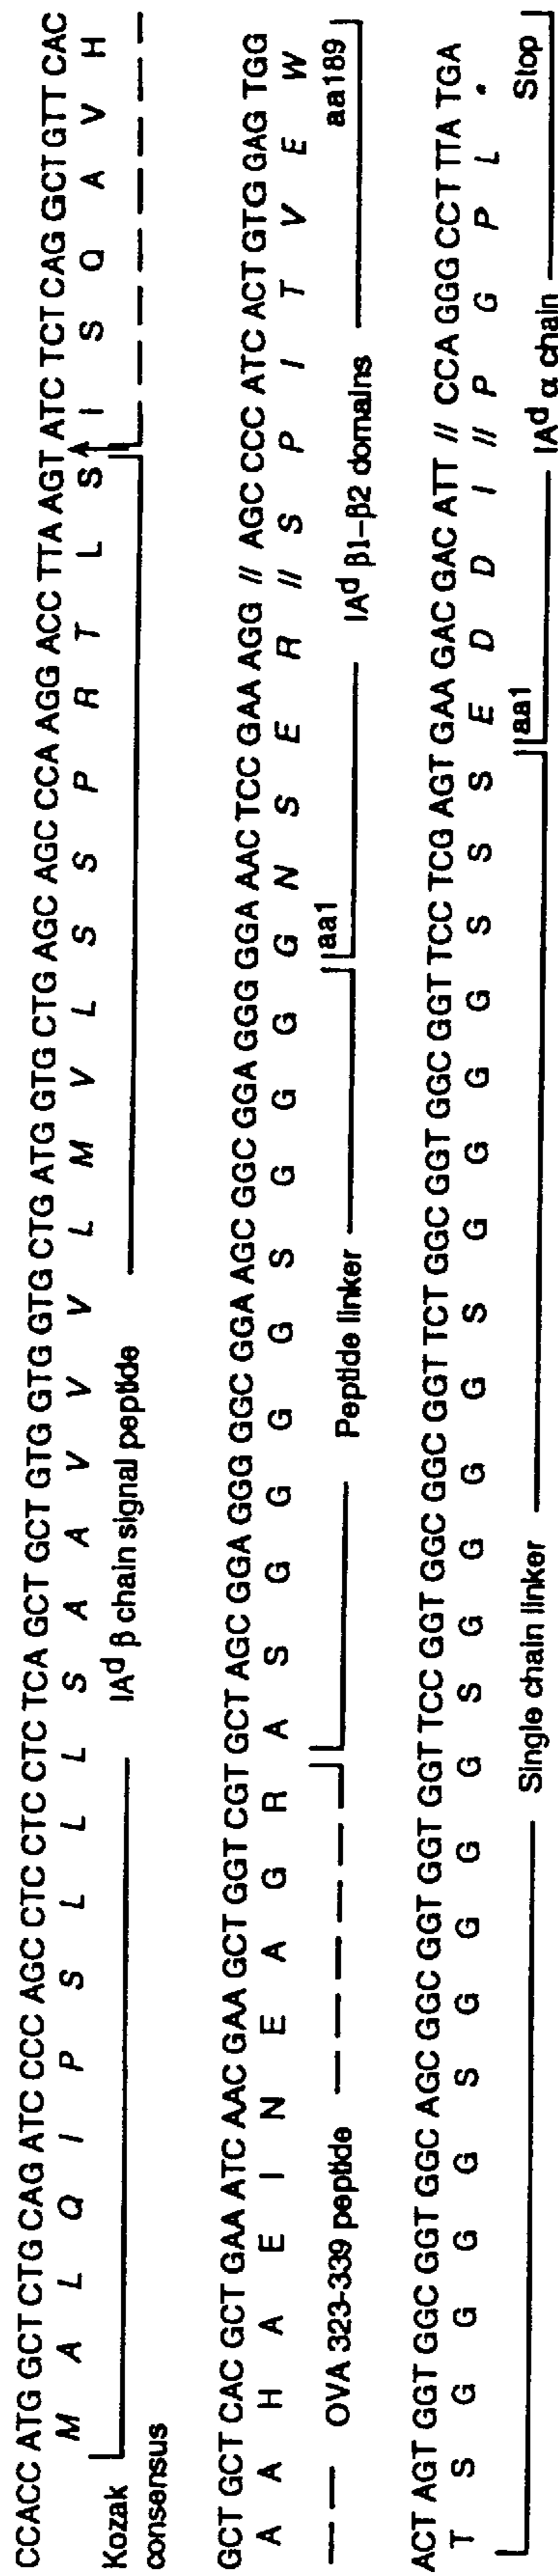 CCACC ATG GCT CTG CAG ATC CCC AGC CTC CTC CTC TCA GCT GCT GTG GTG GTG CTG ATG GTG CTG AGC AGC CCA AGG ACC TTA AGT ATC TCT CAG GCT GTT CAC
M A L Q I P S L L L S A A V V V L M V L S S P R T L S I S Q A V H
Kozak consensus
IAd β chain signal peptide
GCT GCT CAC GCT GAA ATC AAC GAA GCT GGT CGT GCT AGC GGA GGG GGC GGA AGC GGC GGA GGG GGA AAC TCC GAA AGG // AGC CCC ATC ACT GTG GAG TGG
A A H A E I N E A G R A S G G G G S G G G G N S E R // S P I T V E W
aa1 aa189
OVA 323-339 peptide Peptide linker IAd β1-β2 domains
ACT AGT GGT GGC GGT GGC AGC GGC GGT GGT GGT TCC GGT GGC GGC GGT TCT GGC GGT GGC GGT TCC TCG AGT GAA GAC GAC ATT // CCA GGG CCT TTA TGA
T S G G G G S G G G G S G G G G S G G G G S S S E D D I // P G P L •
aa1 Stop
Single chain linker IAd α chain